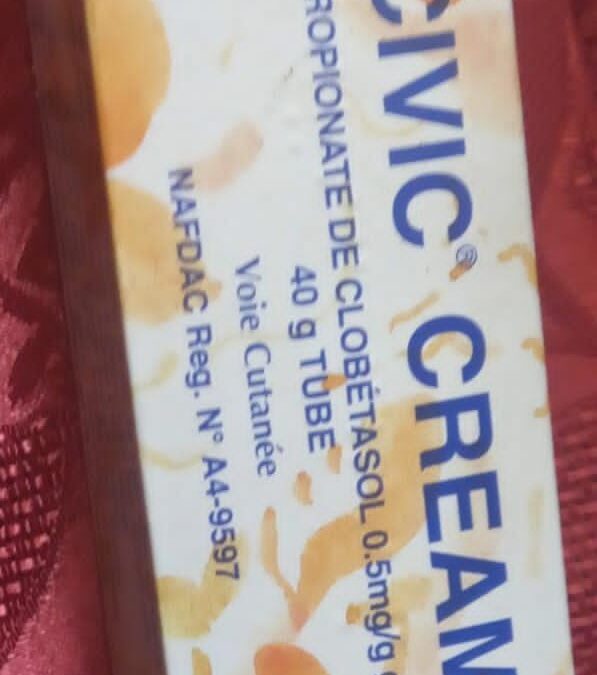 CIVIC® CREAM
ROPIONATE DE CLOBÉTASOL 0.5mg/g
40 g TUBE
Voie Cutanée
NAFDAC Reg. N° A4-9597